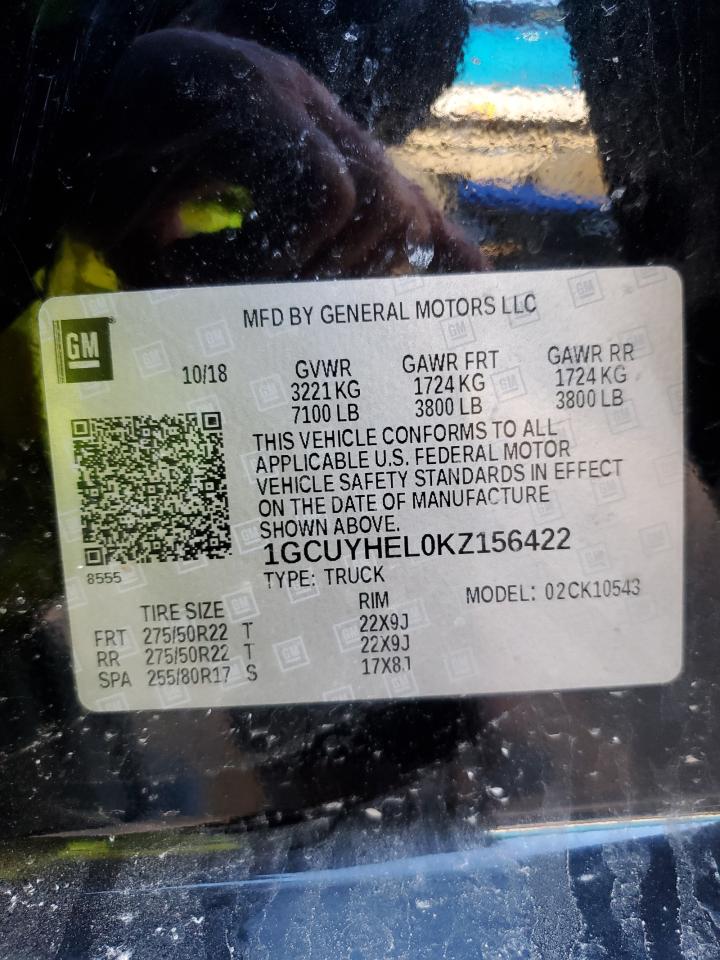 MFD BY GENERAL MOTORS LLC
GM
10/18
GVWR GAWR FRT GAWR RR
3221 KG 1724 KG 1724 KG
7100 LB 3800 LB 3800 LB
THIS VEHICLE CONFORMS TO ALL
APPLICABLE U.S. FEDERAL MOTOR
VEHICLE SAFETY STANDARDS IN EFFECT
ON THE DATE OF MANUFACTURE
SHOWN ABOVE.
1GCUYHEL0KZ156422
8555
TYPE: TRUCK MODEL: 02CK10543
TIRE SIZE RIM
FRT 275/50R22 T 22X9J
RR 275/50R22 T 22X9J
SPA 255/80R17 S 17X8J